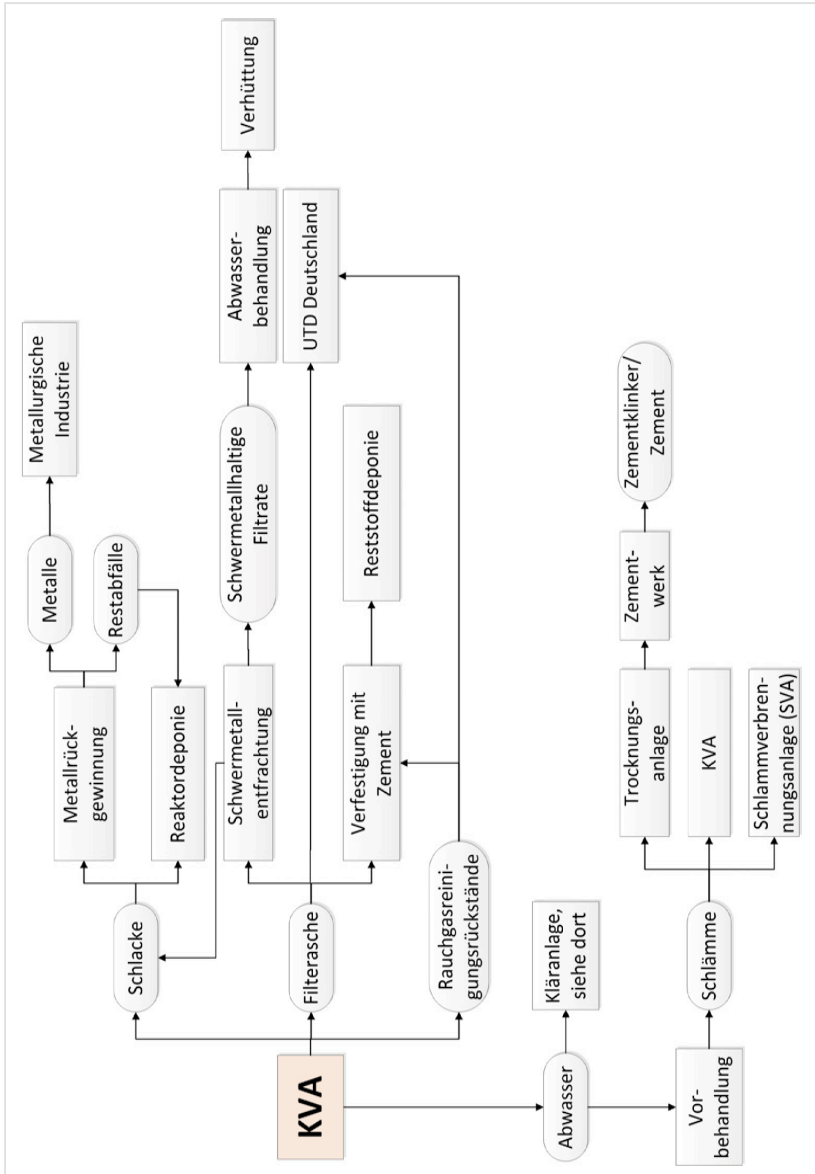 KVA
Schlacke
Filterasche
Rauchgasreini-
gungsrückstände
Metallrück-
gewinnung
Reaktordeponie
Schwermetall-
entfrachtung
Verfestigung mit
Zement
Metalle
Restabfälle
Schwermetallhaltige
Filtrate
Reststoffdeponie
Metallurgische
Industrie
Abwasser-
behandlung
UTD Deutschland
Verhüttung
Abwasser
Kläranlage,
siehe dort
Vor-
behandlung
Schlämme
Trocknungs-
anlage
KVA
Schlammverbren-
nungsanlage (SVA)
Zement-
werk
Zementklinker/
Zement